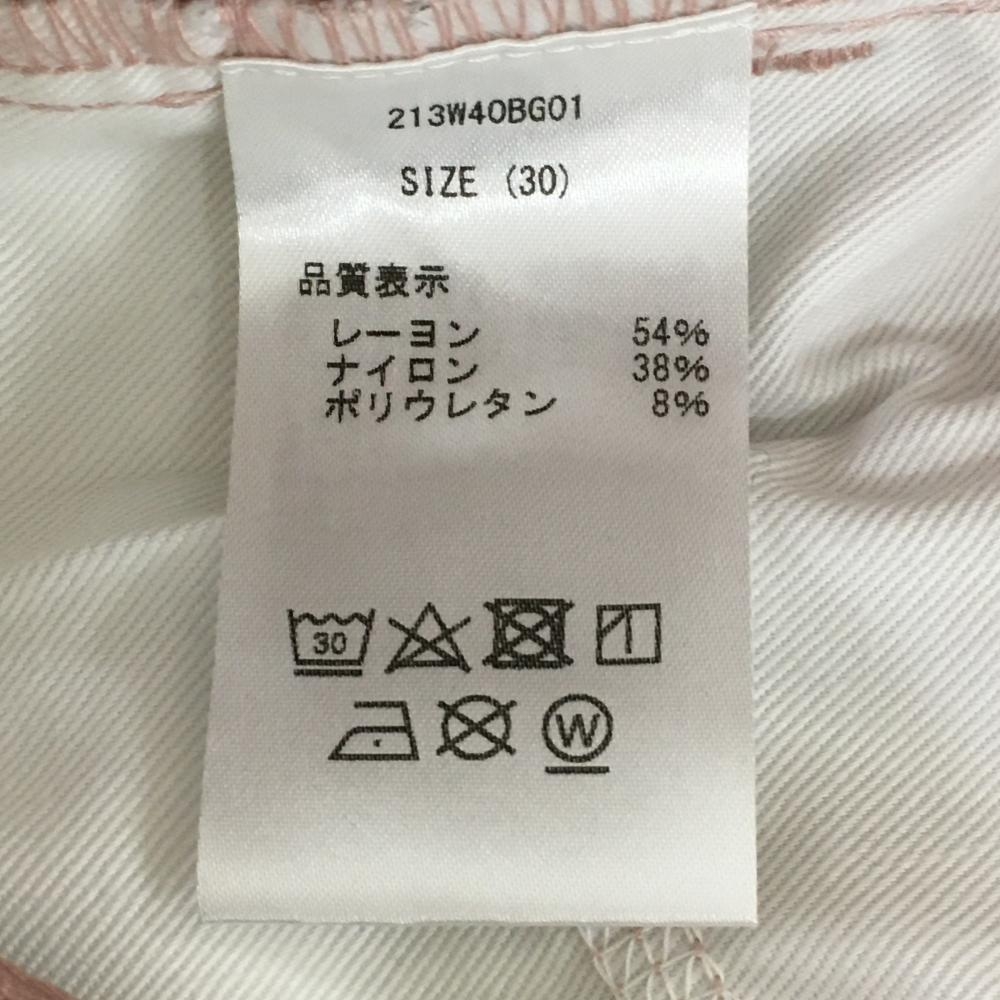 213W40BG01
SIZE (30)
品質表示
レーヨン 54%
ナイロン 38%
ポリウレタン 8%
30
W